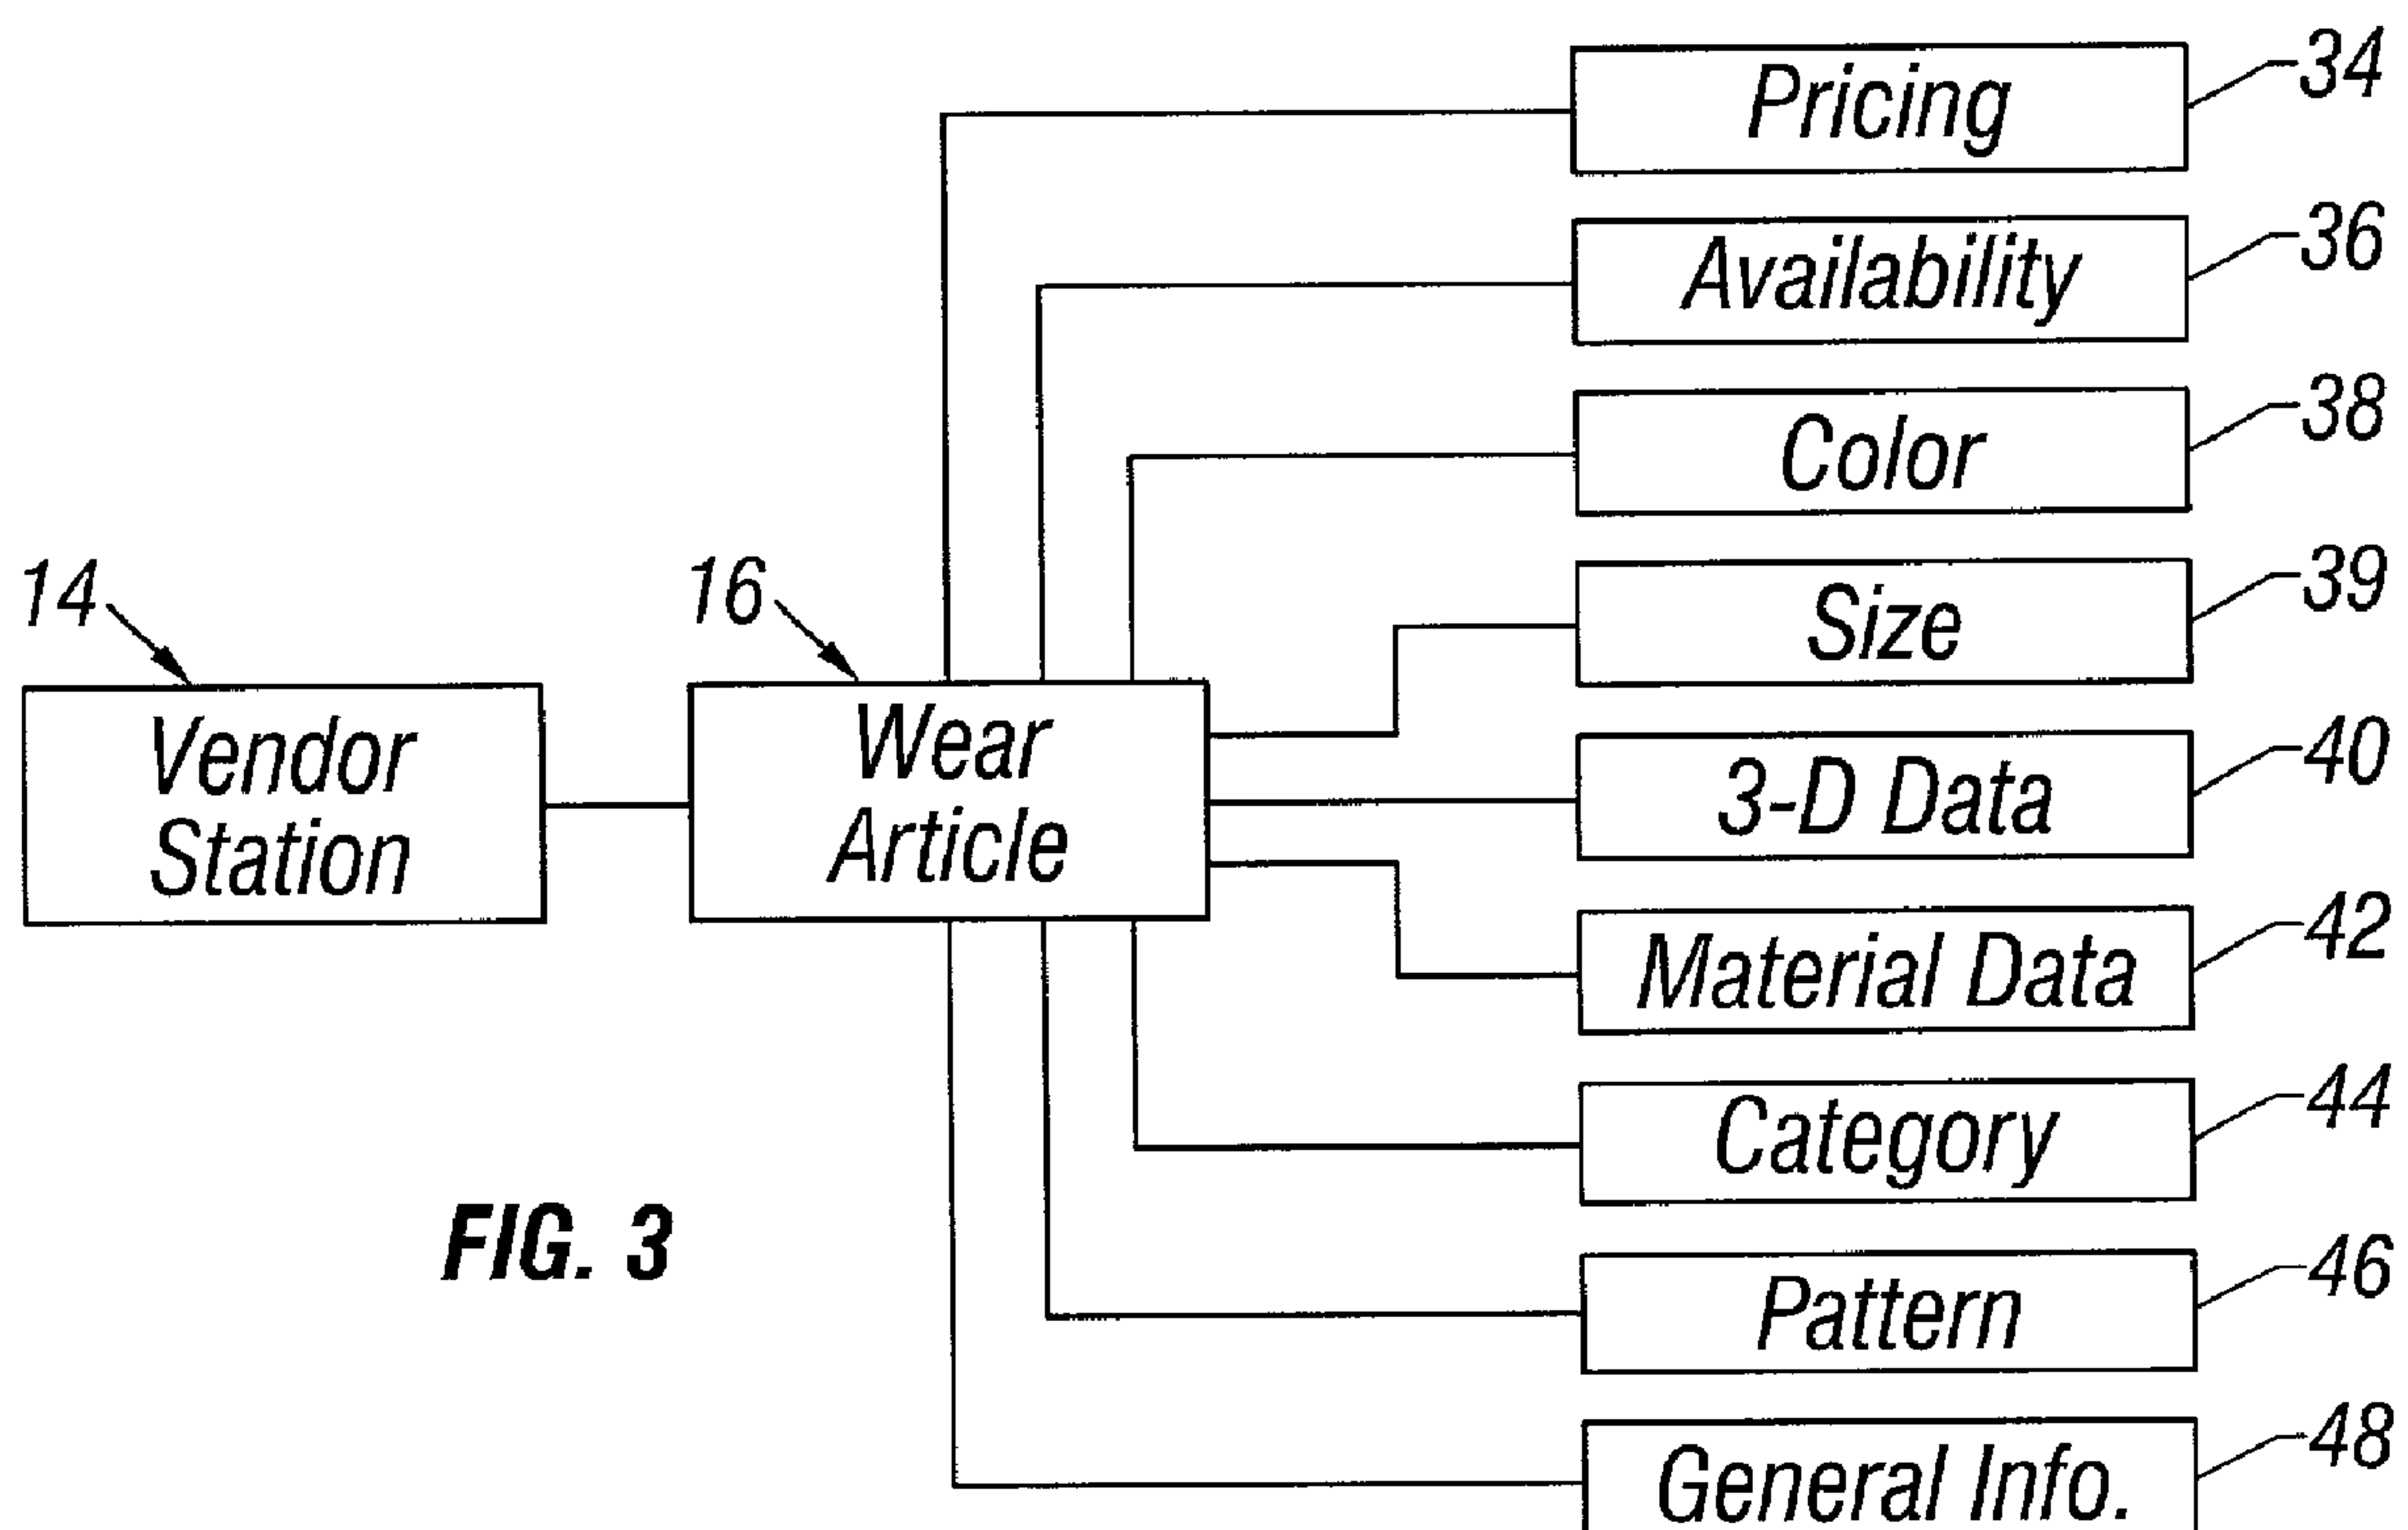 Pricing
34
Availability
36
Color
38
14
16
Size
39
Vendor
Station
Wear
Article
3-D Data
40
Material Data
42
Category
44
FIG. 3
Pattern
46
General Info.
48